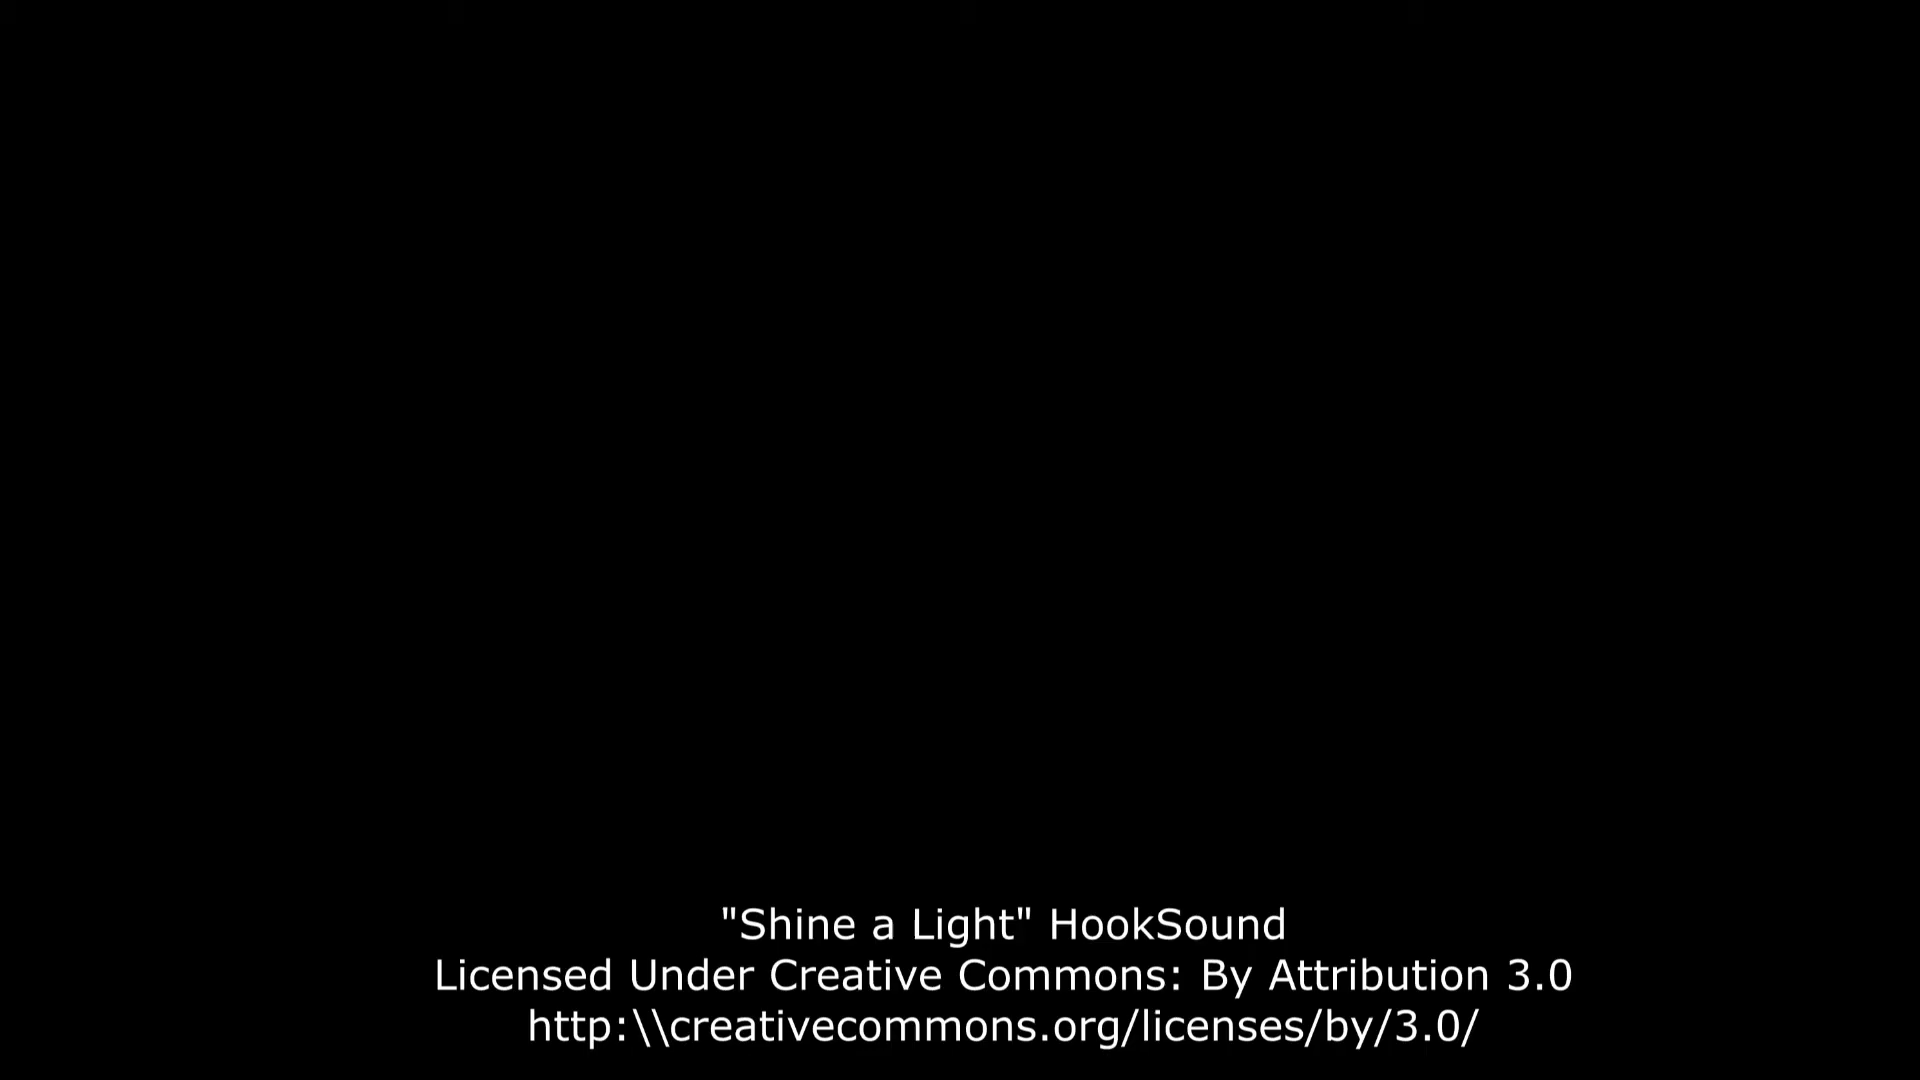 "Shine a Light" HookSound
Licensed Under Creative Commons: By Attribution 3.0
http:\\creativecommons.org/licenses/by/3.0/